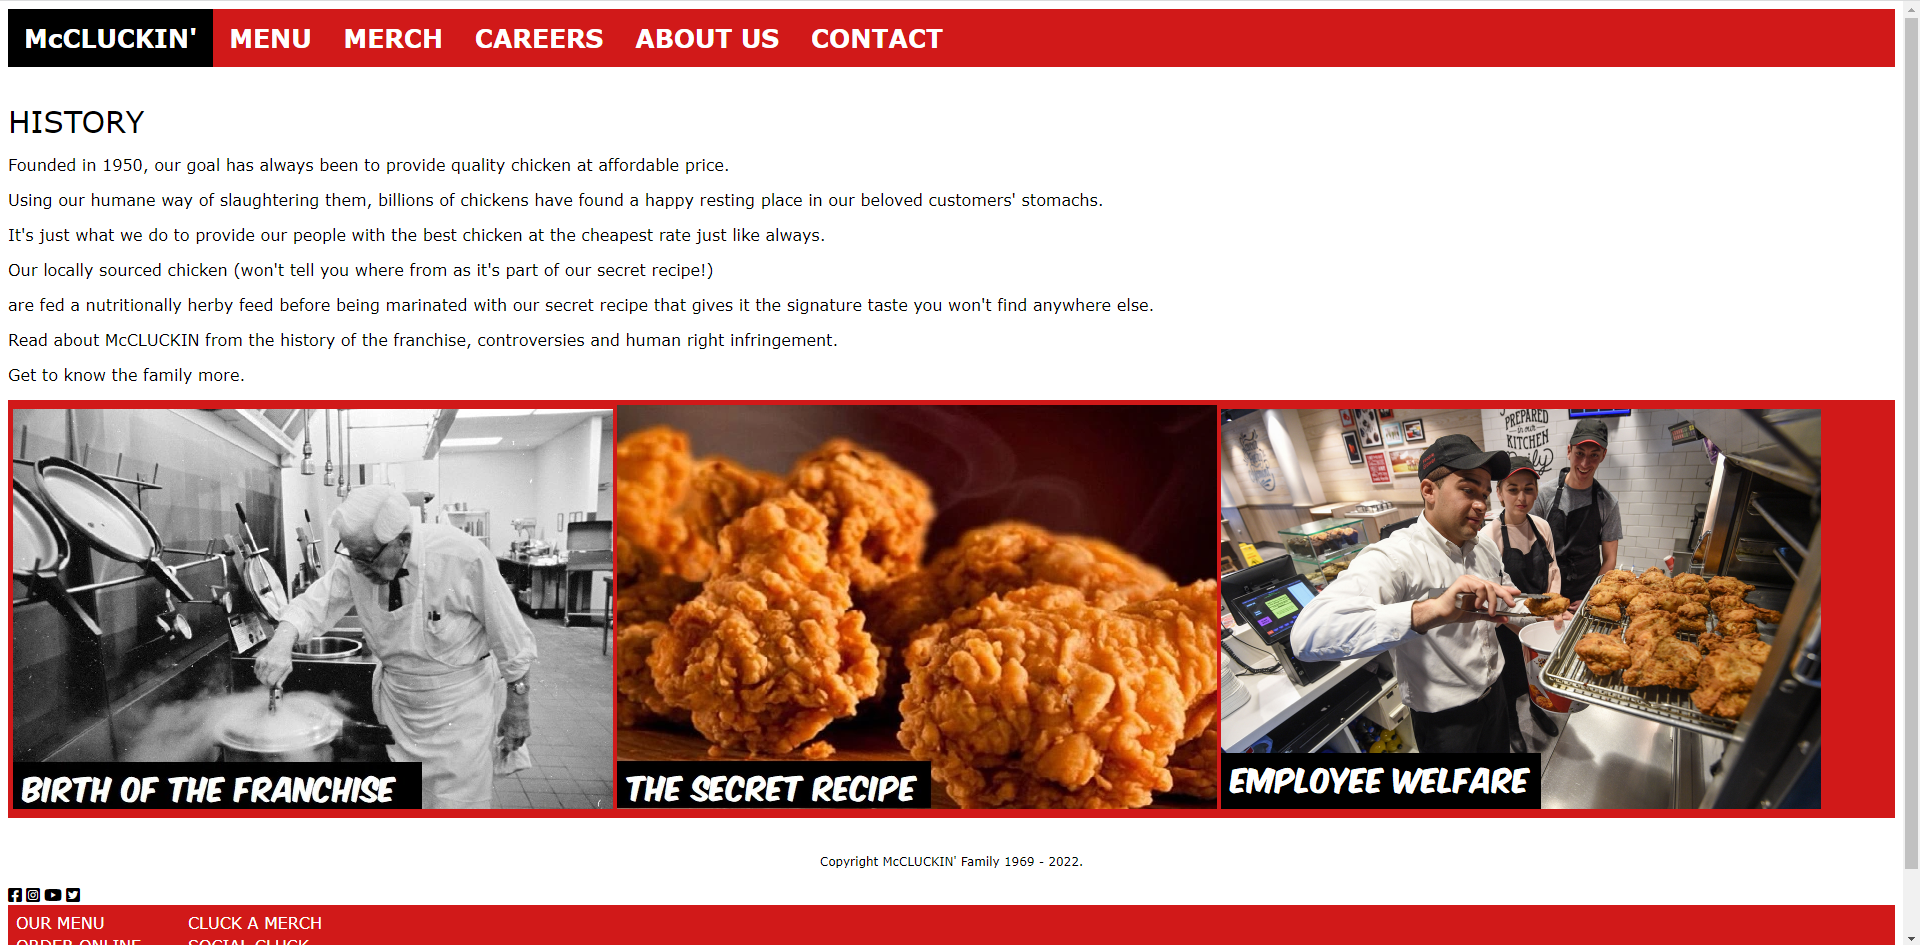 McCLUCKIN' MENU MERCH CAREERS ABOUT US CONTACT
HISTORY
Founded in 1950, our goal has always been to provide quality chicken at affordable price.
Using our humane way of slaughtering them, billions of chickens have found a happy resting place in our beloved customers' stomachs.
It's just what we do to provide our people with the best chicken at the cheapest rate just like always.
Our locally sourced chicken (won't tell you where from as it's part of our secret recipe!)
are fed a nutritionally herby feed before being marinated with our secret recipe that gives it the signature taste you won't find anywhere else.
Read about McCLUCKIN from the history of the franchise, controversies and human right infringement.
Get to know the family more.
PREPARED
in our
KITCHEN
Daily
BIRTH OF THE FRANCHISE
THE SECRET RECIPE
EMPLOYEE WELFARE
Copyright McCLUCKIN' Family 1969 - 2022.
OUR MENU CLUCK A MERCH
ORDER ONLINE SOCIAL CLUCK